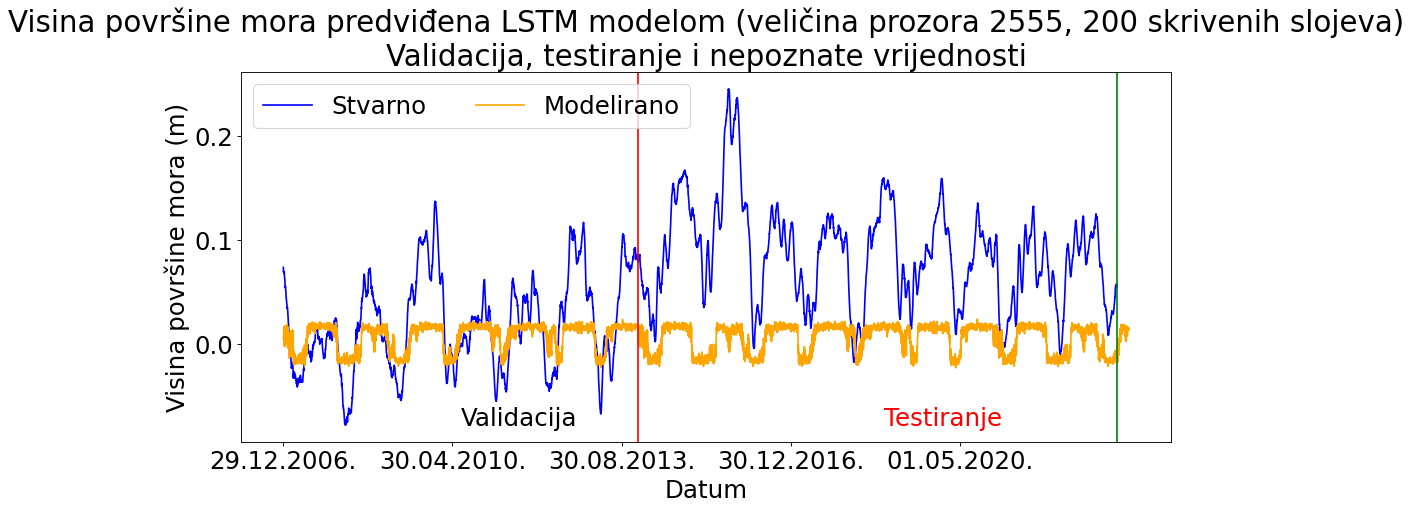 Visina površine mora predviđena LSTM modelom (veličina prozora 2555, 200 skrivenih slojeva)
Validacija, testiranje i nepoznate vrijednosti
Stvarno
Modelirano
Visina površine mora (m)
0.2
0.1
0.0
Validacija
Testiranje
29.12.2006.
30.04.2010.
30.08.2013.
30.12.2016.
01.05.2020.
Datum